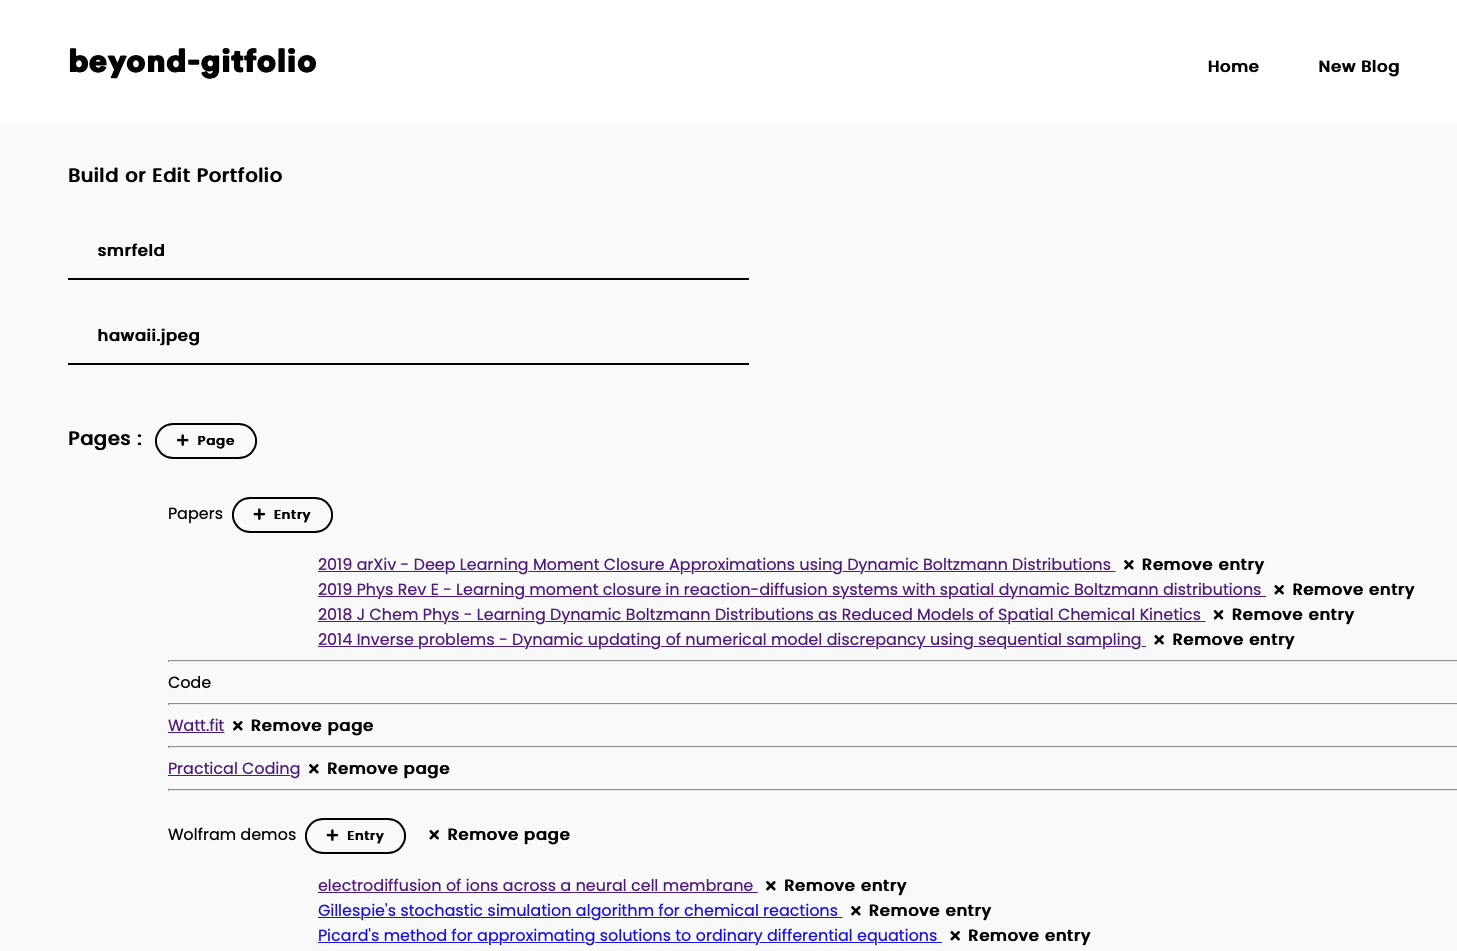 beyond-gitfolio
Home New Blog
Build or Edit Portfolio
smrfeld
hawaii.jpeg
Pages : + Page
Papers + Entry
2019 arXiv - Deep Learning Moment Closure Approximations using Dynamic Boltzmann Distributions × Remove entry
2019 Phys Rev E - Learning moment closure in reaction-diffusion systems with spatial dynamic Boltzmann distributions × Remove entry
2018 J Chem Phys - Learning Dynamic Boltzmann Distributions as Reduced Models of Spatial Chemical Kinetics × Remove entry
2014 Inverse problems - Dynamic updating of numerical model discrepancy using sequential sampling × Remove entry
Code
Watt.fit × Remove page
Practical Coding × Remove page
Wolfram demos + Entry × Remove page
electrodiffusion of ions across a neural cell membrane × Remove entry
Gillespie's stochastic simulation algorithm for chemical reactions × Remove entry
Picard's method for approximating solutions to ordinary differential equations × Remove entry